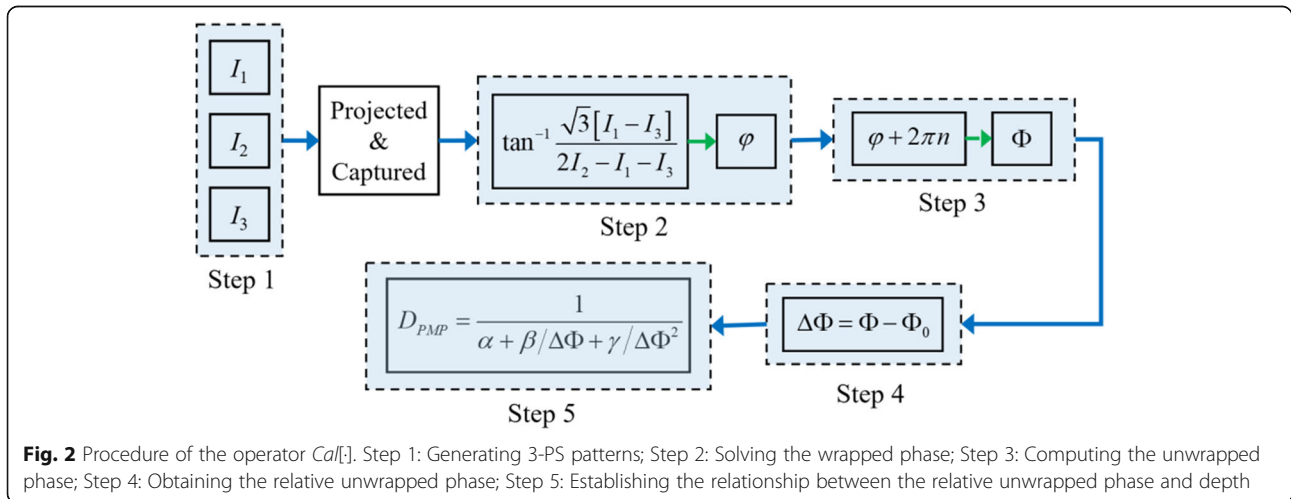 I₁
I₂
I₃
Step 1
Projected
&
Captured
tan⁻¹ √3[I₁ − I₃] / 2I₂ − I₁ − I₃
φ
Step 2
φ + 2πn
Φ
Step 3
ΔΦ = Φ − Φ₀
Step 4
D_PMP = 1 / α + β/ΔΦ + γ/ΔΦ²
Step 5
Fig. 2 Procedure of the operator Cal[·]. Step 1: Generating 3-PS patterns; Step 2: Solving the wrapped phase; Step 3: Computing the unwrapped
phase; Step 4: Obtaining the relative unwrapped phase; Step 5: Establishing the relationship between the relative unwrapped phase and depth